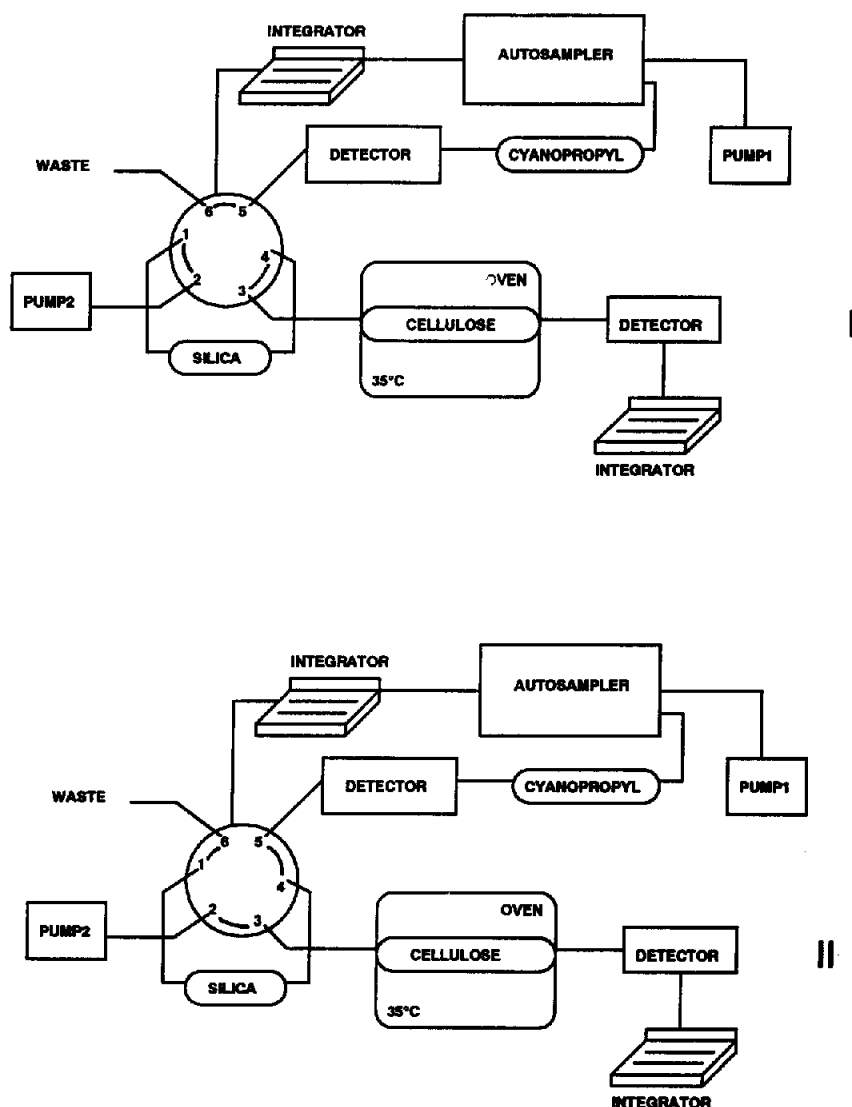 INTEGRATOR
AUTOSAMPLER
DETECTOR
CYANOPROPYL
PUMP1
WASTE
6 5
1
4
2
3
PUMP2
OVEN
CELLULOSE
DETECTOR
SILICA
35°C
INTEGRATOR
INTEGRATOR
AUTOSAMPLER
DETECTOR
CYANOPROPYL
PUMP1
WASTE
6 5
1
4
2 3
PUMP2
OVEN
CELLULOSE
DETECTOR
II
SILICA
35°C
INTEGRATOR